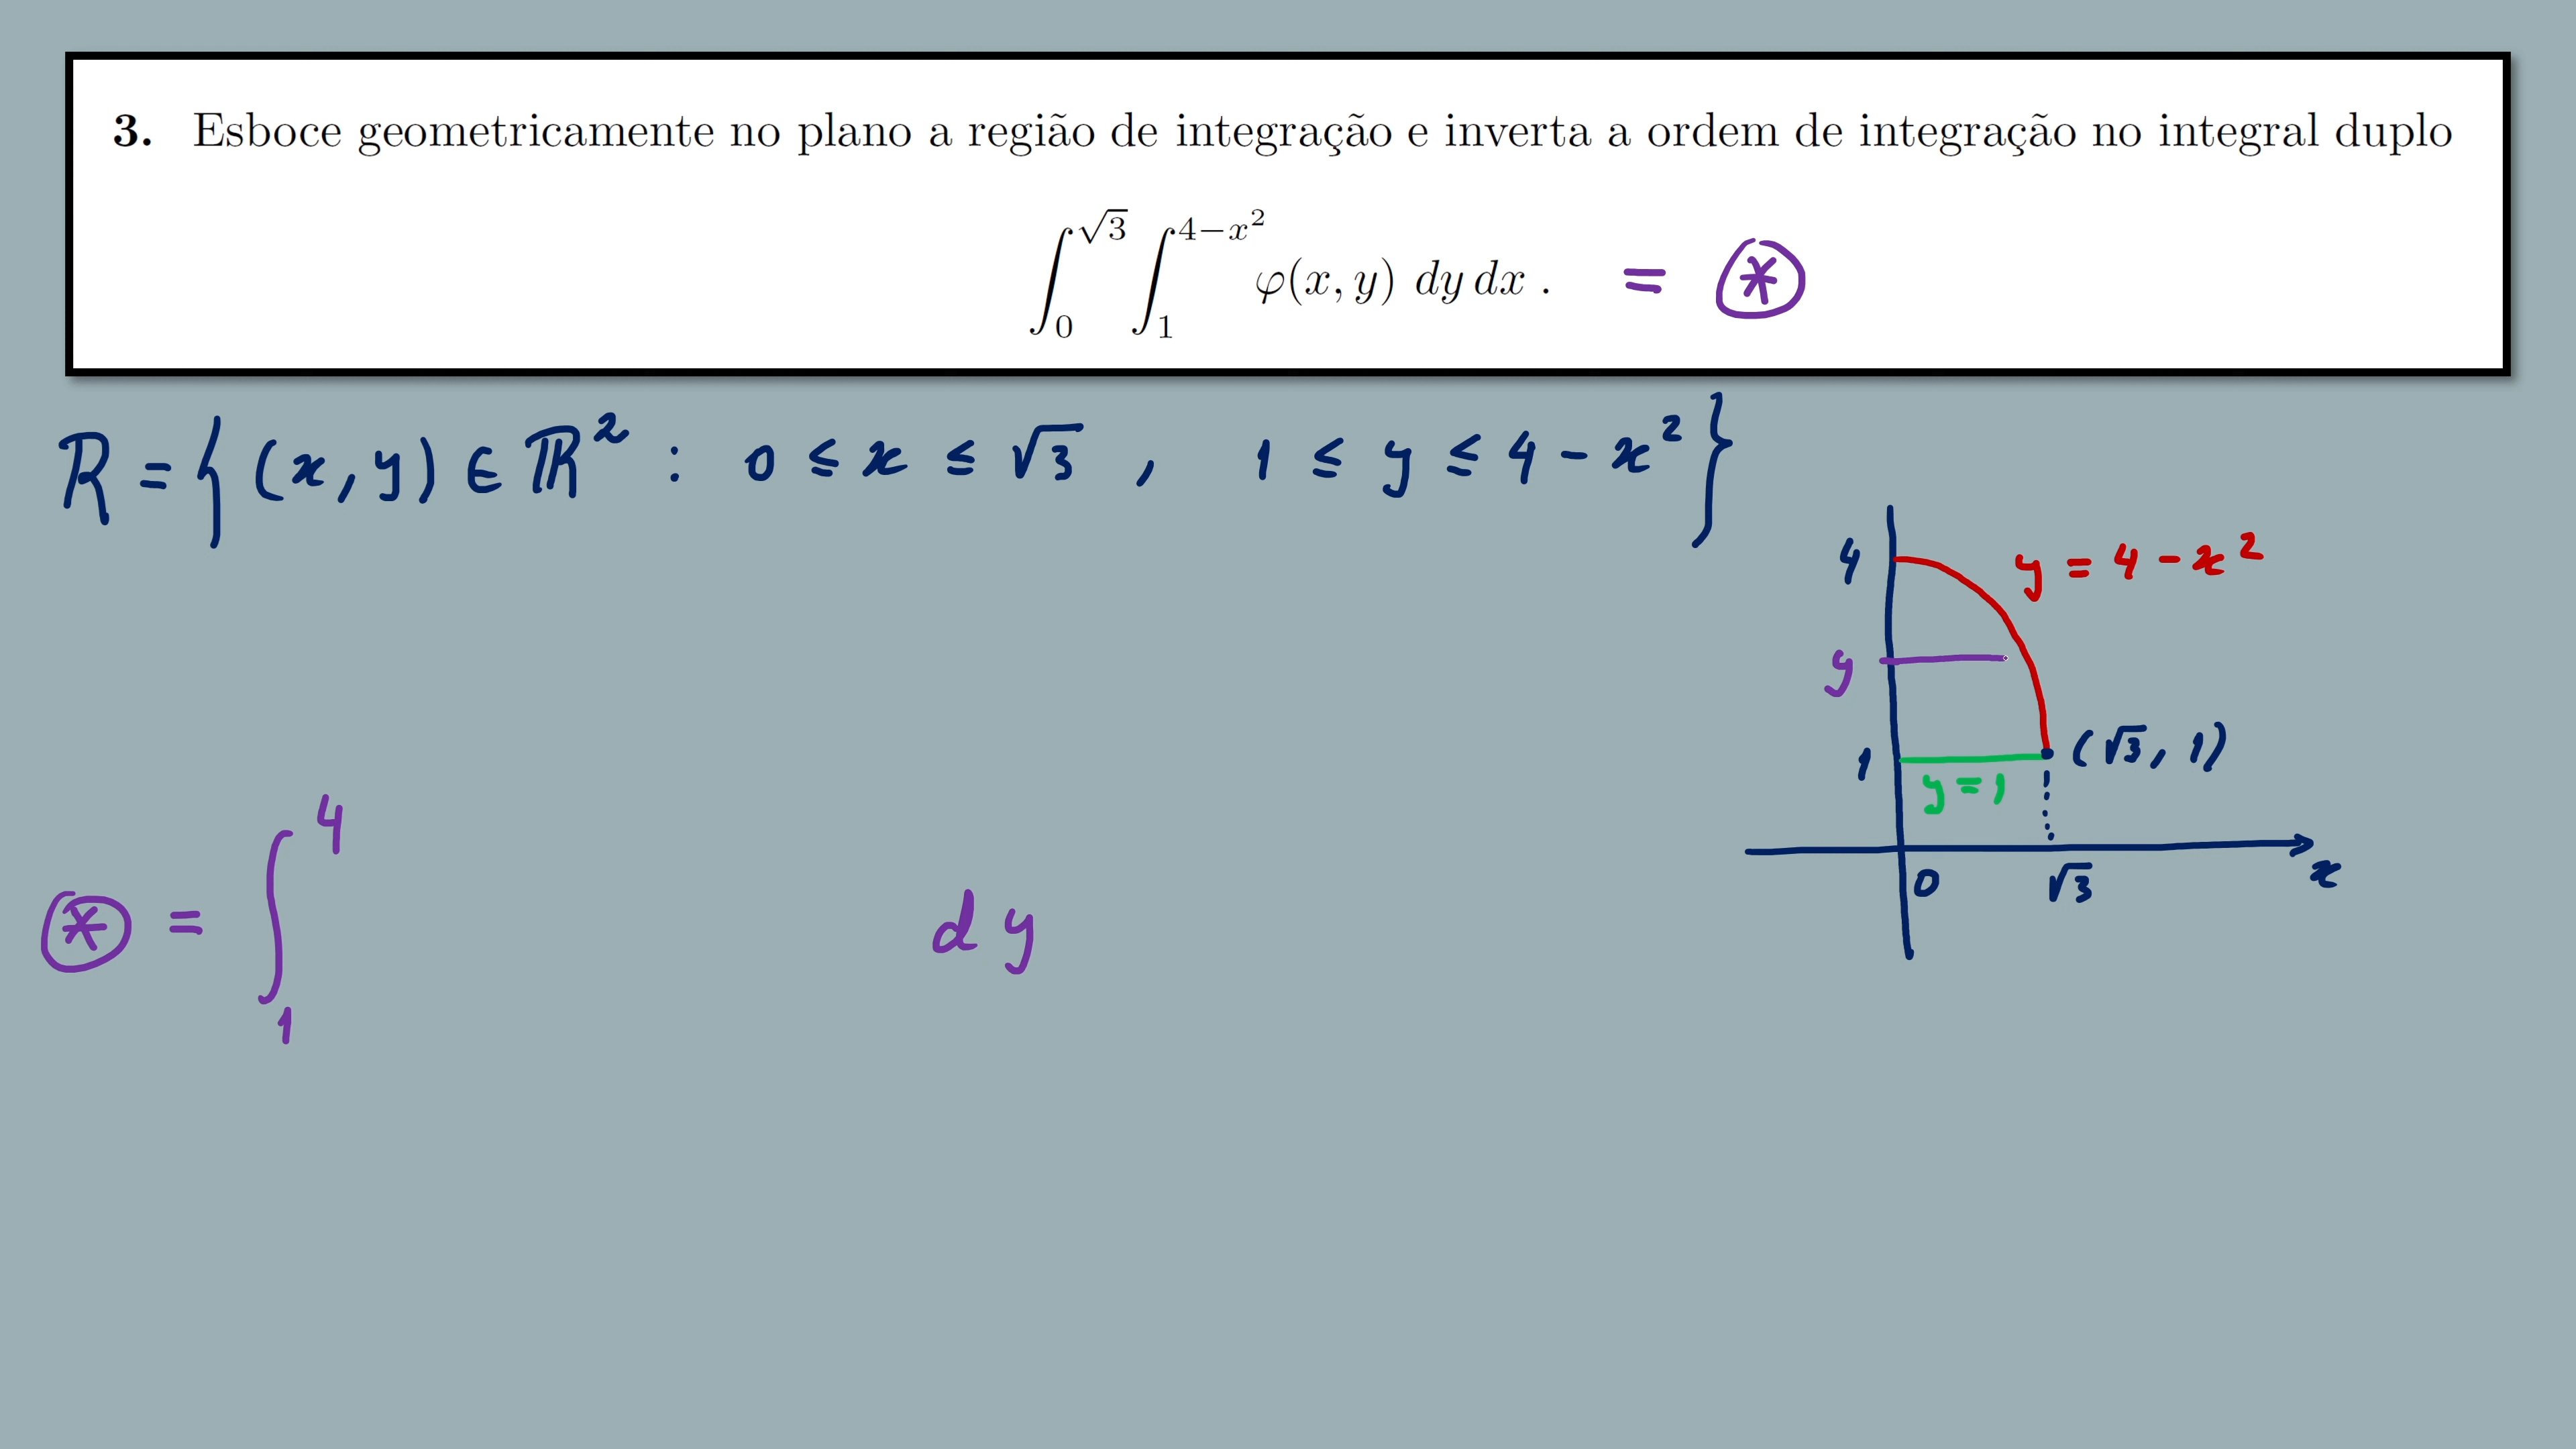 3. Esboce geometricamente no plano a região de integração e inverta a ordem de integração no integral duplo
∫_0^{√3} ∫_1^{4−x²} φ(x, y) dy dx . = ⊛
R = { (x, y) ∈ ℝ² : 0 ≤ x ≤ √3 , 1 ≤ y ≤ 4 − x² }
4
y = 4 − x²
y
1
(√3, 1)
y = 1
0
√3
x
⊛ = ∫_1^4 dy